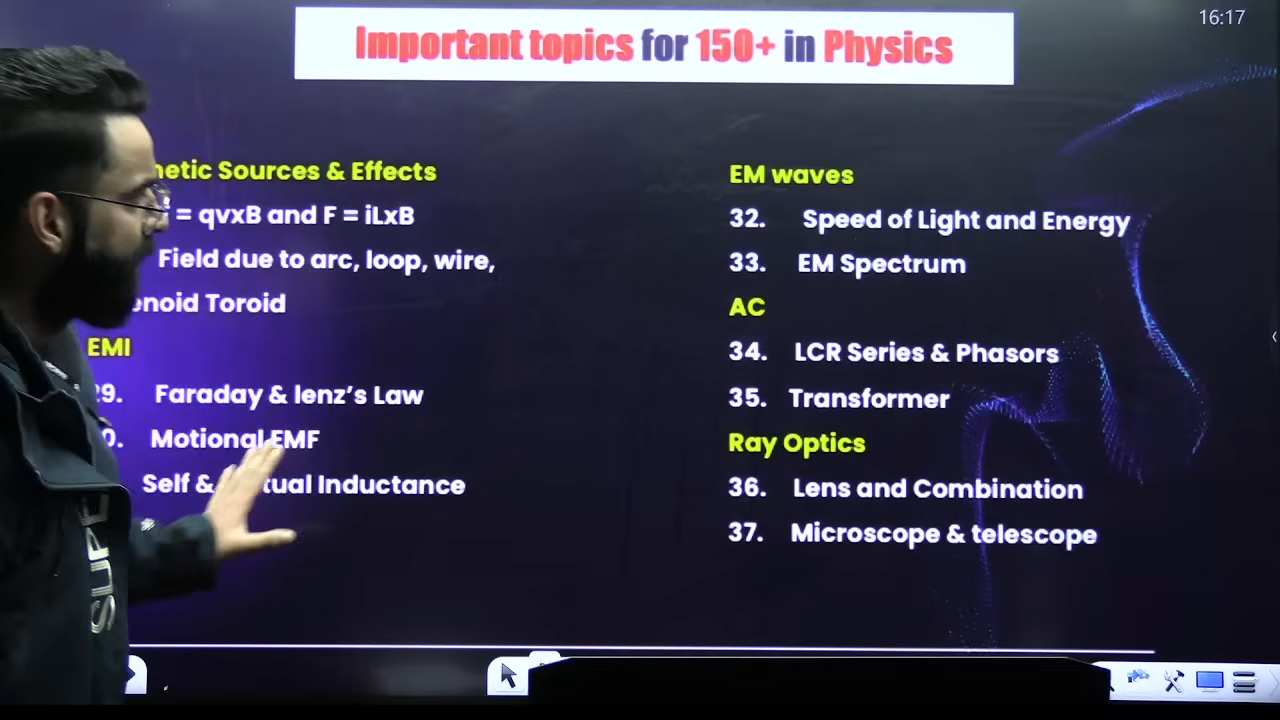 16:17
Important topics for 150+ in Physics
netic Sources & Effects
= qvxB and F = iLxB
Field due to arc, loop, wire,
enoid Toroid
EMI
29. Faraday & lenz's Law
0. Motional EMF
Self & tual Inductance
EM waves
32. Speed of Light and Energy
33. EM Spectrum
AC
34. LCR Series & Phasors
35. Transformer
Ray Optics
36. Lens and Combination
37. Microscope & telescope
SUPE